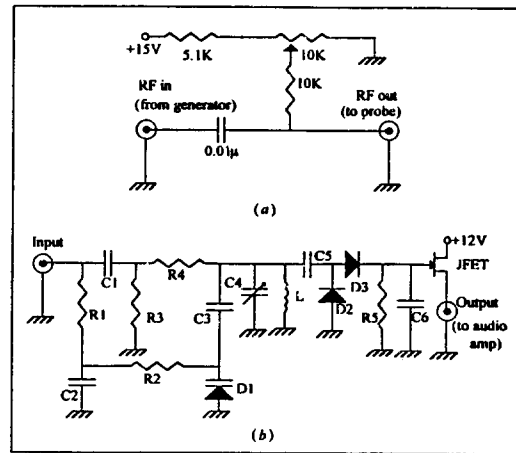 +15V
5.1K
10K
10K
RF in
(from generator)
RF out
(to probe)
0.01µ
(a)
Input
C1
R4
C5
+12V
JFET
C4
D3
R1
R3
C3
L
D2
R5
C6
Output
(to audio
amp)
R2
C2
D1
(b)